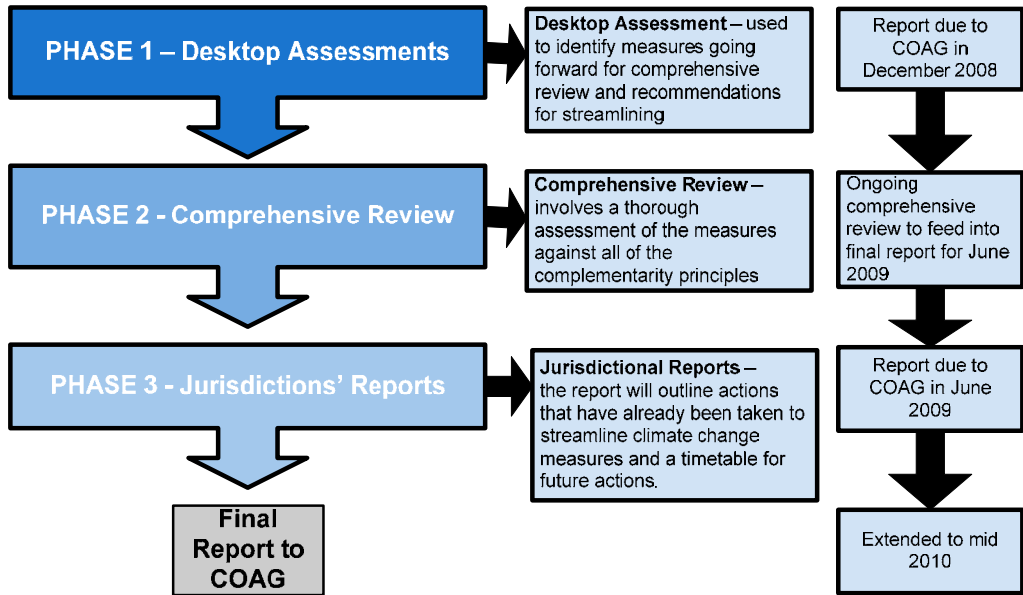 PHASE 1 – Desktop Assessments
Desktop Assessment – used
to identify measures going
forward for comprehensive
review and recommendations
for streamlining
Report due to
COAG in
December 2008
PHASE 2 - Comprehensive Review
Comprehensive Review –
involves a thorough
assessment of the measures
against all of the
complementarity principles
Ongoing
comprehensive
review to feed into
final report for June
2009
PHASE 3 - Jurisdictions’ Reports
Jurisdictional Reports –
the report will outline actions
that have already been taken to
streamline climate change
measures and a timetable for
future actions.
Report due to
COAG in June
2009
Final
Report to
COAG
Extended to mid
2010